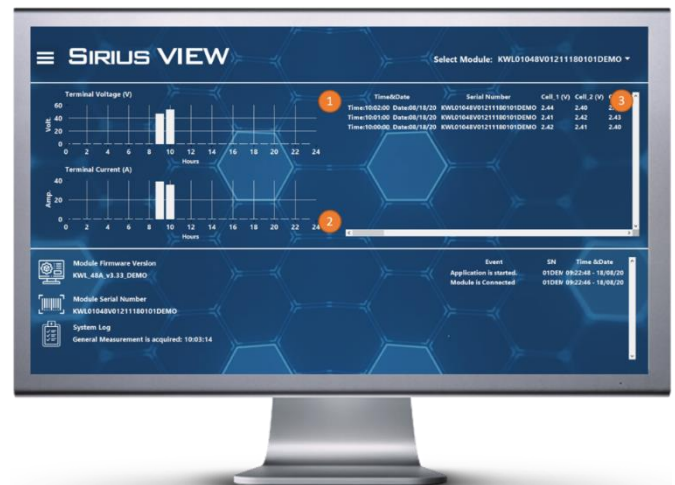 SIRIUS VIEW
Select Module: KWL01048V01211180101DEMO
Terminal Voltage (V)
60
40
20
0
Volt.
0 2 4 6 8 10 12 14 16 18 20 22 24
Hours
1
Terminal Current (A)
40
20
0
Amp.
0 2 4 6 8 10 12 14 16 18 20 22 24
Hours
2
Time&Date Serial Number Cell_1 (V) Cell_2 (V)
3
Time:10:02:00 Date:08/18/20 KWL01048V01211180101DEMO 2.44 2.40
Time:10:01:00 Date:08/18/20 KWL01048V01211180101DEMO 2.41 2.42 2.43
Time:10:00:00 Date:08/18/20 KWL01048V01211180101DEMO 2.42 2.41 2.40
Module Firmware Version
KWL_48A_v3.33_DEMO
Module Serial Number
KWL01048V01211180101DEMO
System Log
General Measurement is acquired: 10:03:14
Event SN Time &Date
Application is started. 01DEN 09:22:48 - 18/08/20
Module is Connected 01DEN 09:22:48 - 18/08/20